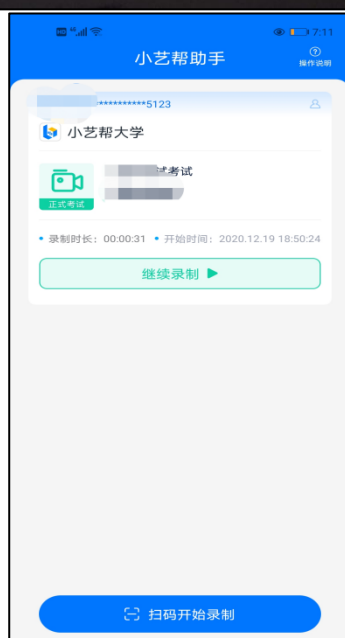 7:11
小艺帮助手
操作说明
**********5123
小艺帮大学
式考试
正式考试
• 录制时长：00:00:31 • 开始时间：2020.12.19 18:50:24
继续录制
扫码开始录制